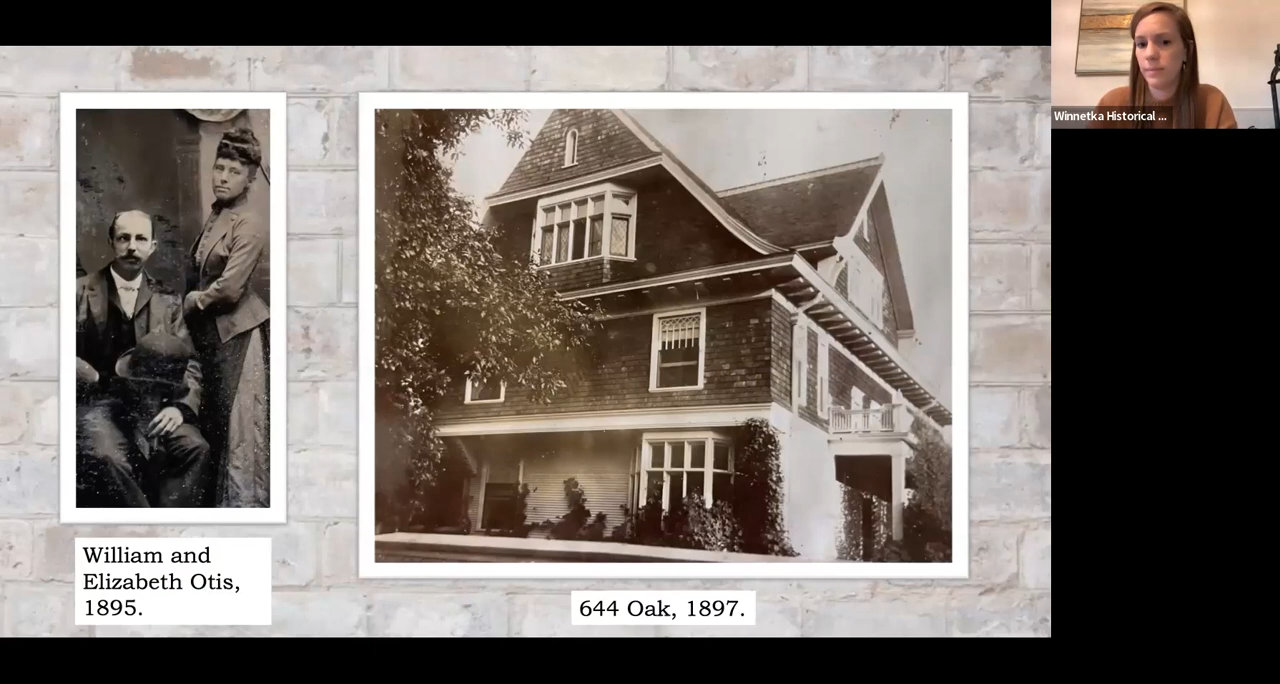 Winnetka Historical ...
William and
Elizabeth Otis,
1895.
644 Oak, 1897.